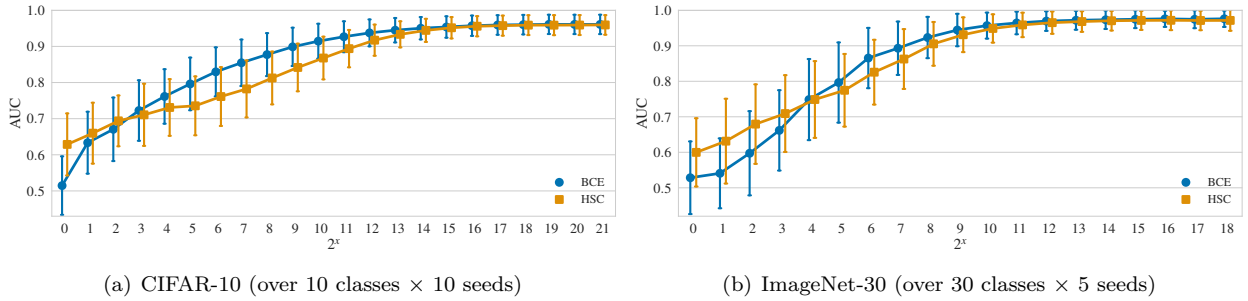 1.0
0.9
0.8
0.7
0.6
0.5
AUC
BCE
HSC
0 1 2 3 4 5 6 7 8 9 10 11 12 13 14 15 16 17 18 19 20 21
2^x
(a) CIFAR-10 (over 10 classes × 10 seeds)
1.0
0.9
0.8
0.7
0.6
0.5
AUC
BCE
HSC
0 1 2 3 4 5 6 7 8 9 10 11 12 13 14 15 16 17 18
2^x
(b) ImageNet-30 (over 30 classes × 5 seeds)